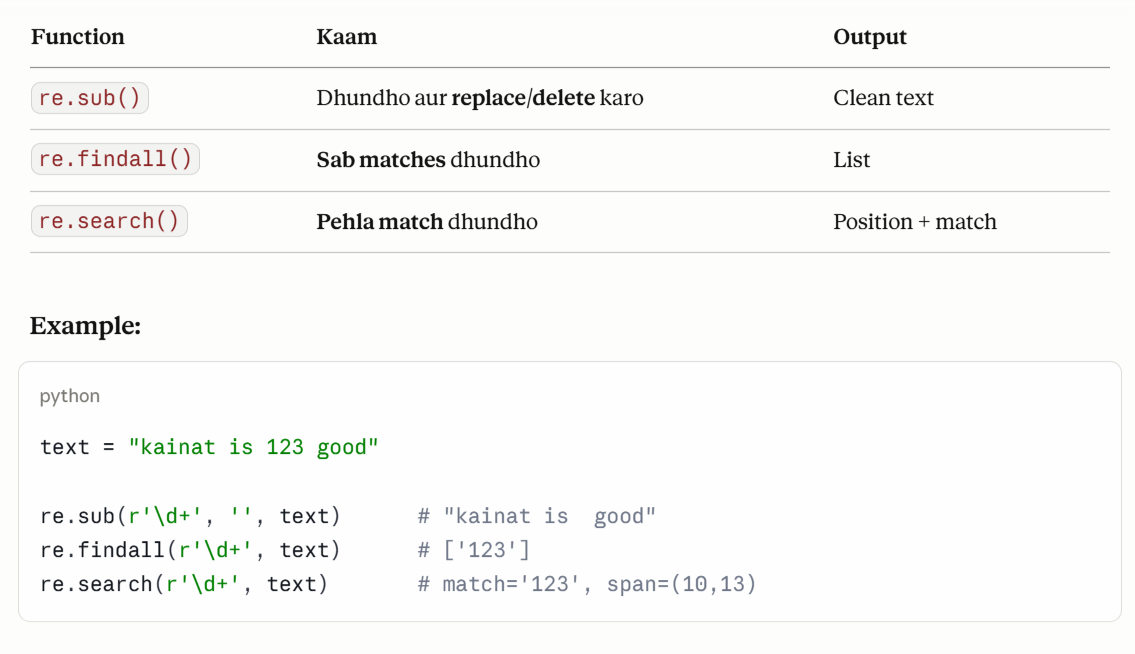 Function Kaam Output
re.sub() Dhundho aur replace/delete karo Clean text
re.findall() Sab matches dhundho List
re.search() Pehla match dhundho Position + match
Example:
python
text = "kainat is 123 good"
re.sub(r'\d+', '', text)      # "kainat is  good"
re.findall(r'\d+', text)      # ['123']
re.search(r'\d+', text)       # match='123', span=(10,13)